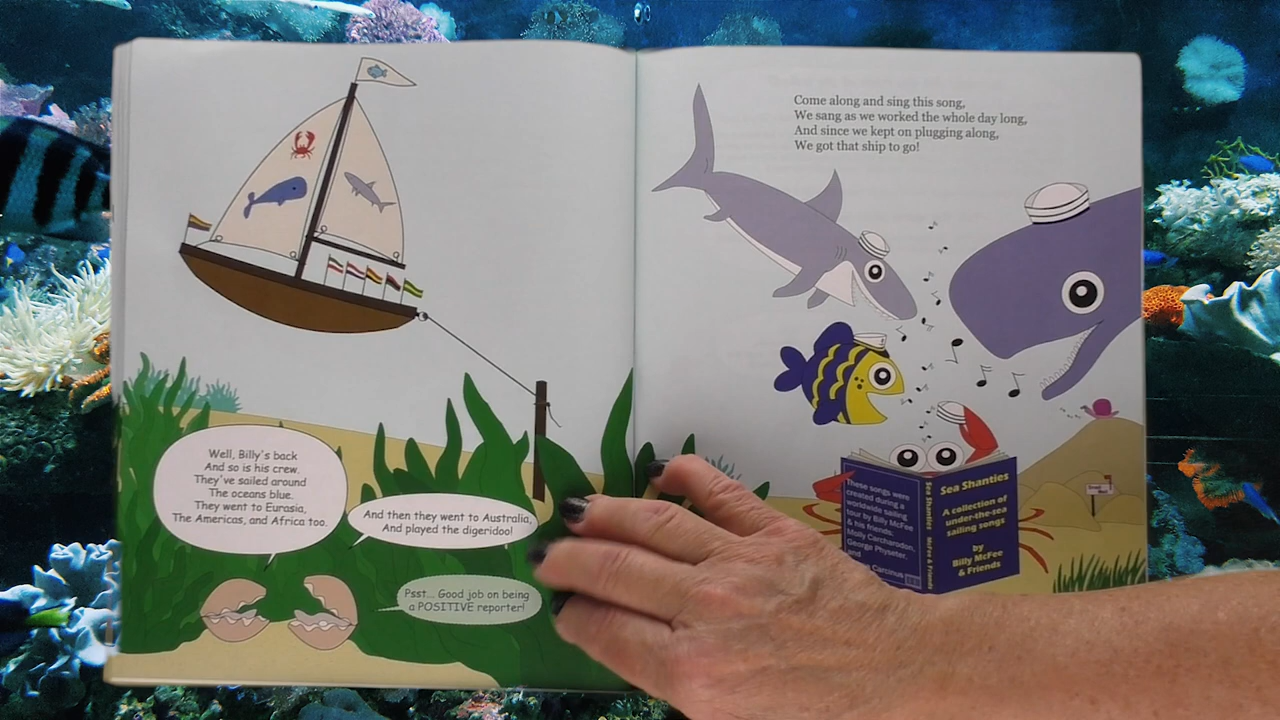 Well, Billy's back
And so is his crew.
They've sailed around
The oceans blue.
They went to Eurasia,
The Americas, and Africa too.
And then they went to Australia,
And played the digeridoo!
Psst... Good job on being
a POSITIVE reporter!
Come along and sing this song,
We sang as we worked the whole day long,
And since we kept on plugging along,
We got that ship to go!
These songs were
created during a
worldwide sailing
tour by Billy McFee
& his friends:
Molly Carcharodon,
George Physeter,
and
Carcinus
Sea Shanties McFee & Friends
Sea Shanties
A collection of
under-the-sea
sailing songs
by
Billy McFee
& Friends